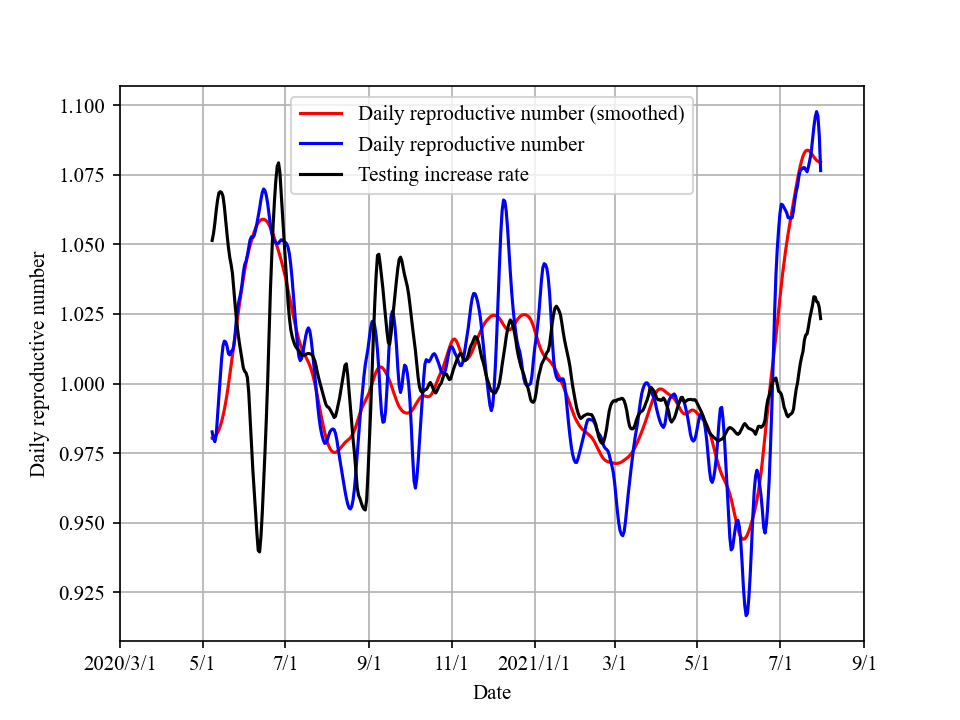 Daily reproductive number (smoothed)
Daily reproductive number
Testing increase rate
Daily reproductive number
1.100
1.075
1.050
1.025
1.000
0.975
0.950
0.925
2020/3/1 5/1 7/1 9/1 11/1 2021/1/1 3/1 5/1 7/1 9/1
Date